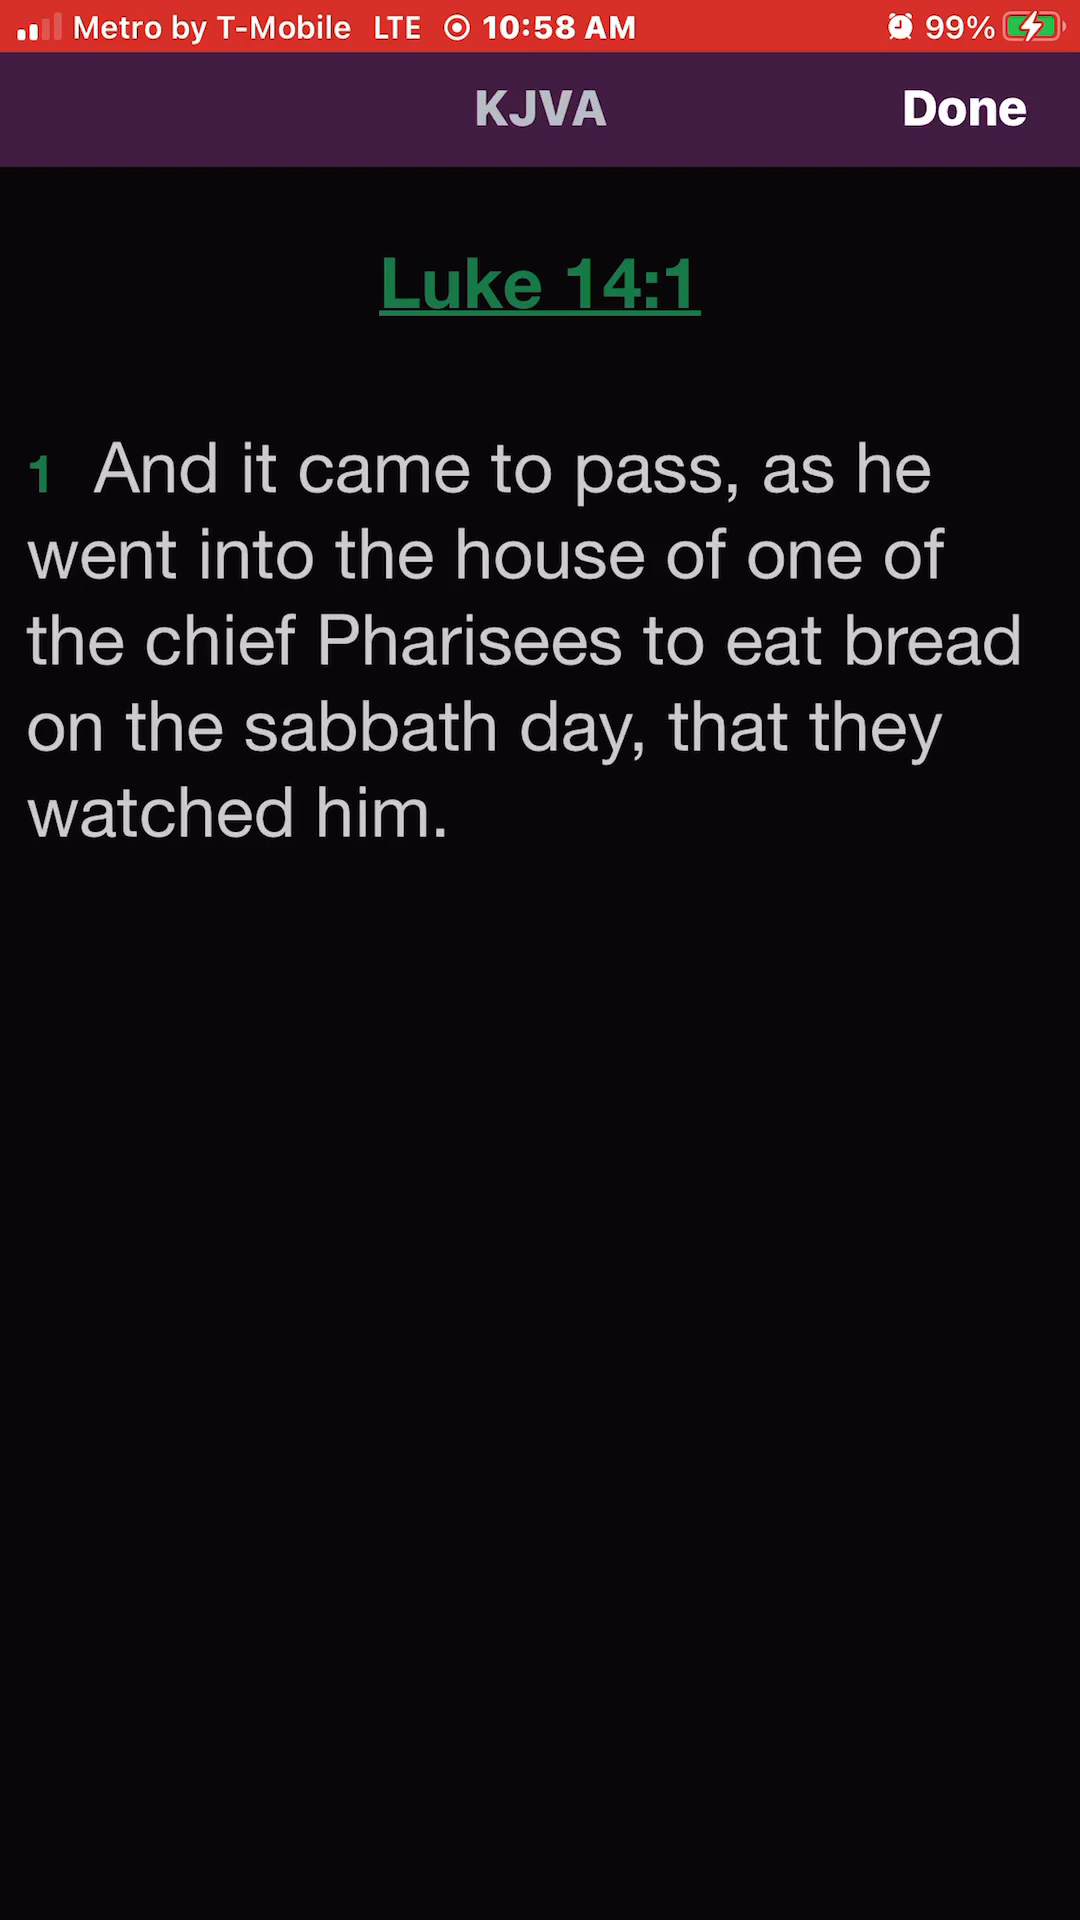 Metro by T-Mobile LTE 10:58 AM 99%
KJVA Done
Luke 14:1
1 And it came to pass, as he
went into the house of one of
the chief Pharisees to eat bread
on the sabbath day, that they
watched him.